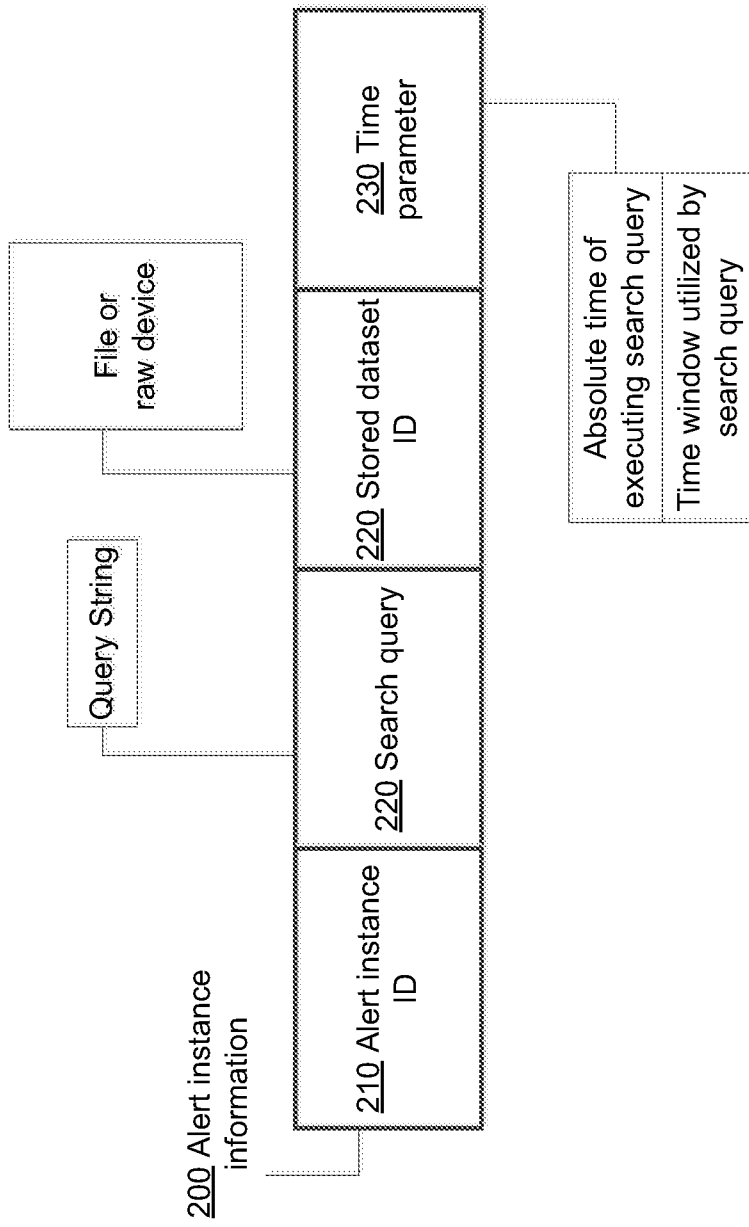 200 Alert instance
information
Query String
File or
raw device
210 Alert instance
ID
220 Search query
220 Stored dataset
ID
230 Time
parameter
Absolute time of
executing search query
Time window utilized by
search query